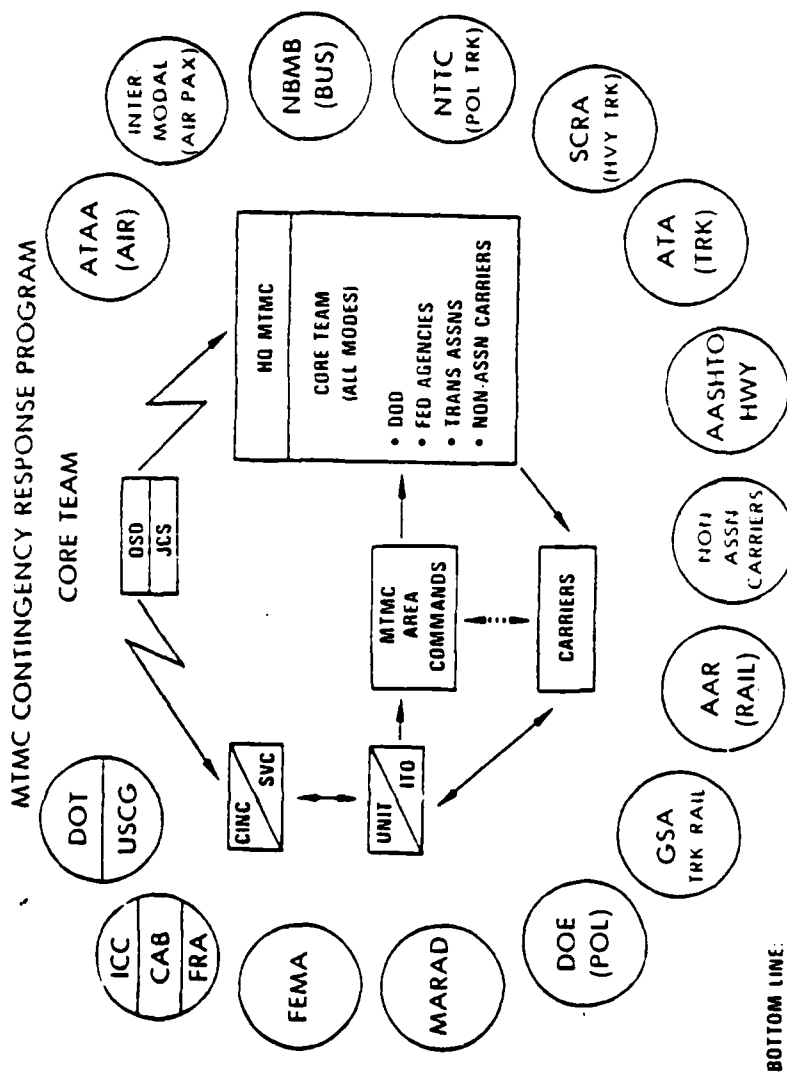 MTMC CONTINGENCY RESPONSE PROGRAM
CORE TEAM
OSD
JCS
DOT
USCG
ICC
CAB
FRA
FEMA
MARAD
DOE
(POL)
GSA
TRK RAIL
AAR
(RAIL)
NON
ASSN
CARRIERS
AASHTO
HWY
ATA
(TRK)
SCRA
(HVY TRK)
NTTC
(POL TRK)
NBMB
(BUS)
INTER
MODAL
(AIR PAX)
ATAA
(AIR)
CINC
SVC
UNIT
ITO
MTMC
AREA
COMMANDS
CARRIERS
HQ MTMC
CORE TEAM
(ALL MODES)
• DOD
• FED AGENCIES
• TRANS ASSNS
• NON-ASSN CARRIERS
BOTTOM LINE: